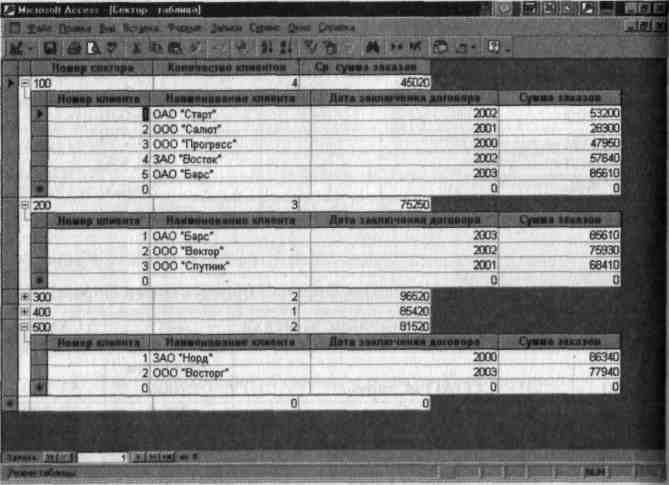 Microsoft Access - [Сектор : таблица]
Файл Правка Вид Вставка Формат Записи Сервис Окно Справка
Номер сектора Количество клиентов Ср. сумма заказов
100 4 45020
Номер клиента Наименование клиента Дата заключения договора Сумма заказов
1 ОАО "Старт" 2002 53200
2 ООО "Салют" 2001 28300
3 ООО "Прогресс" 2000 47950
4 ЗАО "Восток" 2002 57640
5 ОАО "Барс" 2003 85610
0 0 0
200 3 75250
Номер клиента Наименование клиента Дата заключения договора Сумма заказов
1 ОАО "Барс" 2003 85610
2 ООО "Вектор" 2002 75930
3 ООО "Спутник" 2001 68410
0 0 0
300 2 96520
400 1 85420
500 2 81520
Номер клиента Наименование клиента Дата заключения договора Сумма заказов
1 ЗАО "Норд" 2000 86340
2 ООО "Восторг" 2003 77940
0 0 0
0 0
Запись: 1 из 5
Режим таблицы NUM